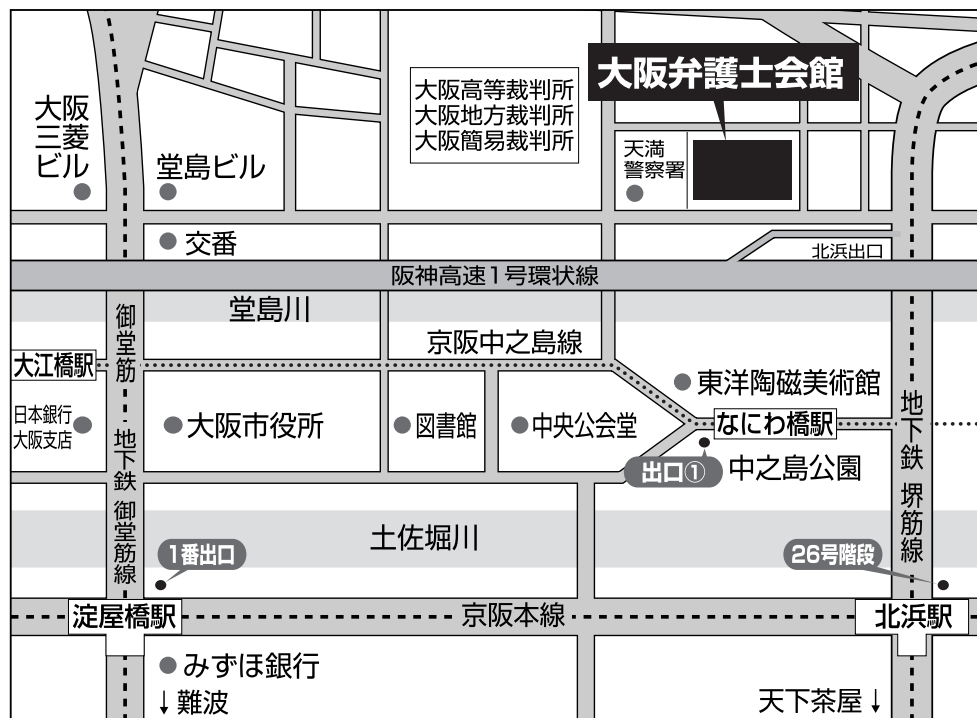 大阪弁護士会館
大阪高等裁判所
大阪地方裁判所
大阪簡易裁判所
大阪
三菱
ビル
堂島ビル
天満
警察署
交番
北浜出口
阪神高速1号環状線
堂島川
御堂筋
京阪中之島線
大江橋駅
東洋陶磁美術館
日本銀行
大阪支店
大阪市役所
図書館
中央公会堂
なにわ橋駅
出口①
中之島公園
地下鉄 御堂筋線
地下鉄 堺筋線
土佐堀川
1番出口
26号階段
淀屋橋駅
京阪本線
北浜駅
みずほ銀行
↓難波
天下茶屋↓